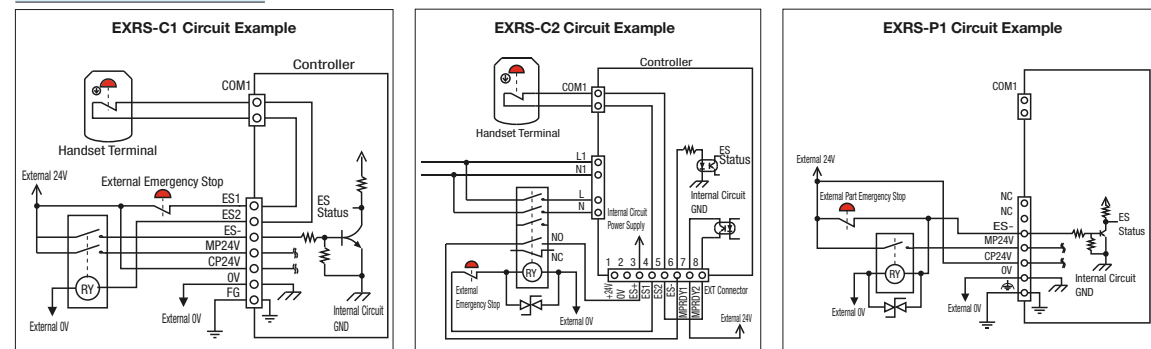 EXRS-C1 Circuit Example
Controller
COM1
Handset Terminal
External 24V
External Emergency Stop
ES1
ES2
ES-
MP24V
CP24V
0V
FG
ES
Status
RY
External 0V
External 0V
Internal Circuit
GND
EXRS-C2 Circuit Example
Controller
COM1
Handset Terminal
L1
N1
L
N
ES
Status
Internal Circuit
GND
Internal Circuit
Power Supply
NO
NC
1 2 3 4 5 6 7 8
RY
+24V
0V
ES+
ES1
ES2
ES-
MPRDY1
MPRDY2
EXT Connector
External
Emergency Stop
External 0V
External 24V
EXRS-P1 Circuit Example
COM1
External 24V
External Part Emergency Stop
NC
NC
ES-
MP24V
CP24V
0V
ES
Status
RY
Internal Circuit
GND
External 0V
External 0V